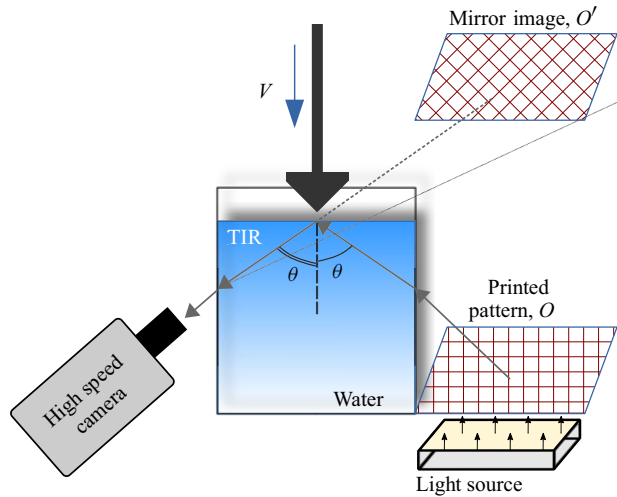 Mirror image, O′
V
TIR
θ
θ
Printed
pattern, O
High speed
camera
Water
Light source